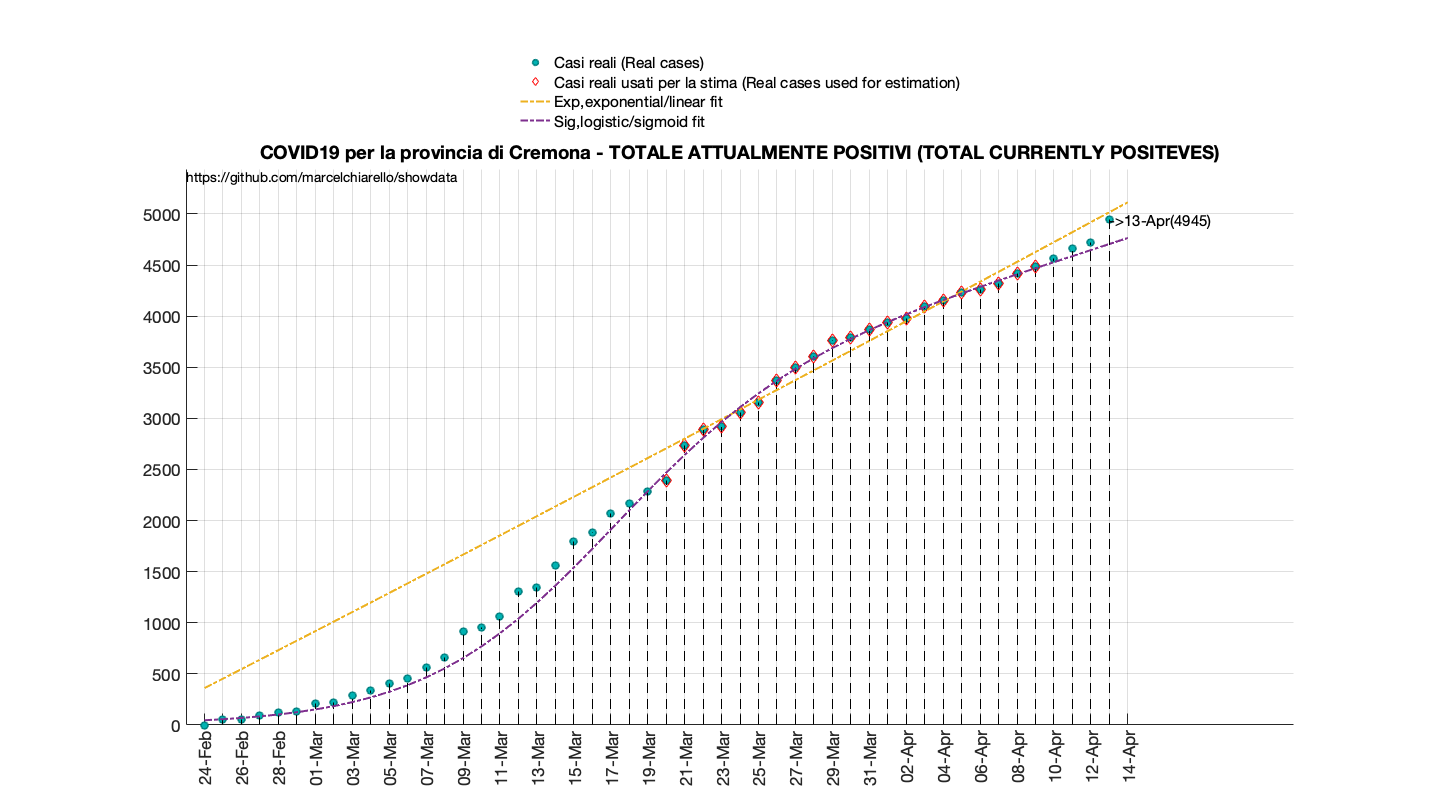 Casi reali (Real cases)
Casi reali usati per la stima (Real cases used for estimation)
Exp,exponential/linear fit
Sig,logistic/sigmoid fit
COVID19 per la provincia di Cremona - TOTALE ATTUALMENTE POSITIVI (TOTAL CURRENTLY POSITEVES)
https://github.com/marcelchiarello/showdata
5000
->13-Apr(4945)
4500
4000
3500
3000
2500
2000
1500
1000
500
0
24-Feb
26-Feb
28-Feb
01-Mar
03-Mar
05-Mar
07-Mar
09-Mar
11-Mar
13-Mar
15-Mar
17-Mar
19-Mar
21-Mar
23-Mar
25-Mar
27-Mar
29-Mar
31-Mar
02-Apr
04-Apr
06-Apr
08-Apr
10-Apr
12-Apr
14-Apr